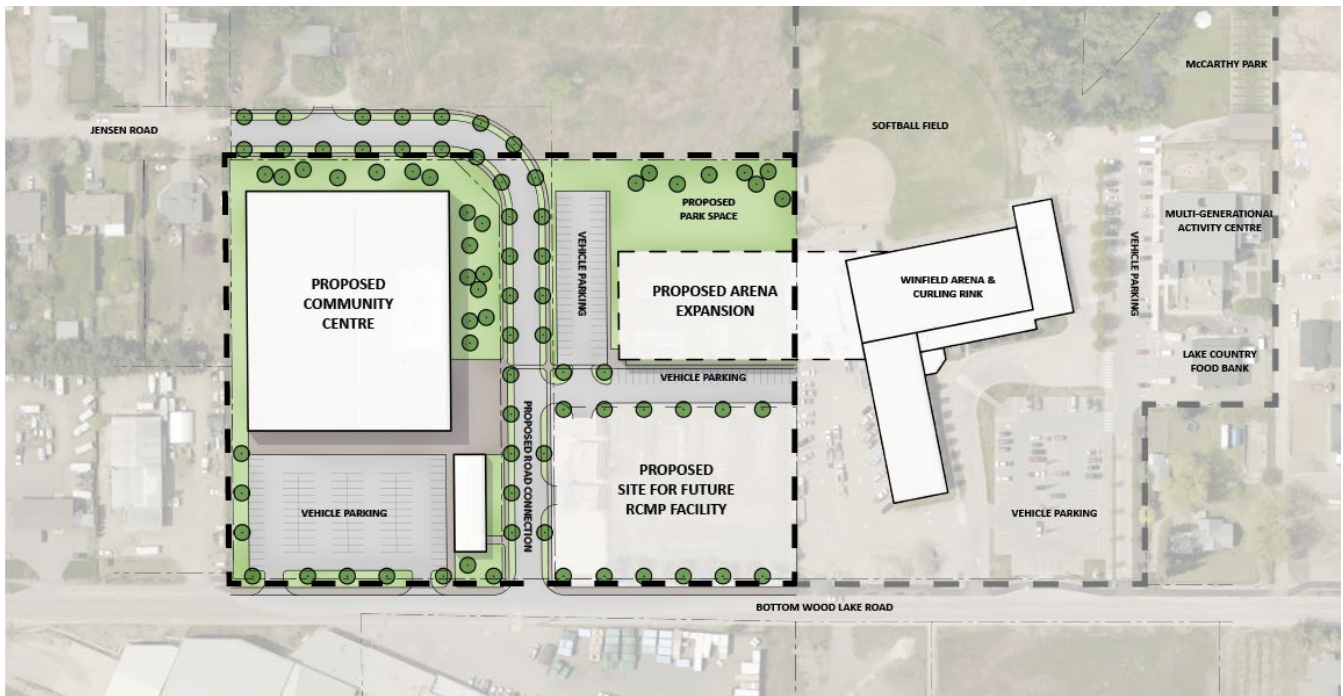 McCARTHY PARK
JENSEN ROAD
SOFTBALL FIELD
PROPOSED
PARK SPACE
MULTI-GENERATIONAL
ACTIVITY CENTRE
VEHICLE PARKING
VEHICLE PARKING
PROPOSED
COMMUNITY
CENTRE
PROPOSED ARENA
EXPANSION
WINFIELD ARENA &
CURLING RINK
LAKE COUNTRY
FOOD BANK
VEHICLE PARKING
PROPOSED ROAD CONNECTION
PROPOSED
SITE FOR FUTURE
RCMP FACILITY
VEHICLE PARKING
VEHICLE PARKING
BOTTOM WOOD LAKE ROAD